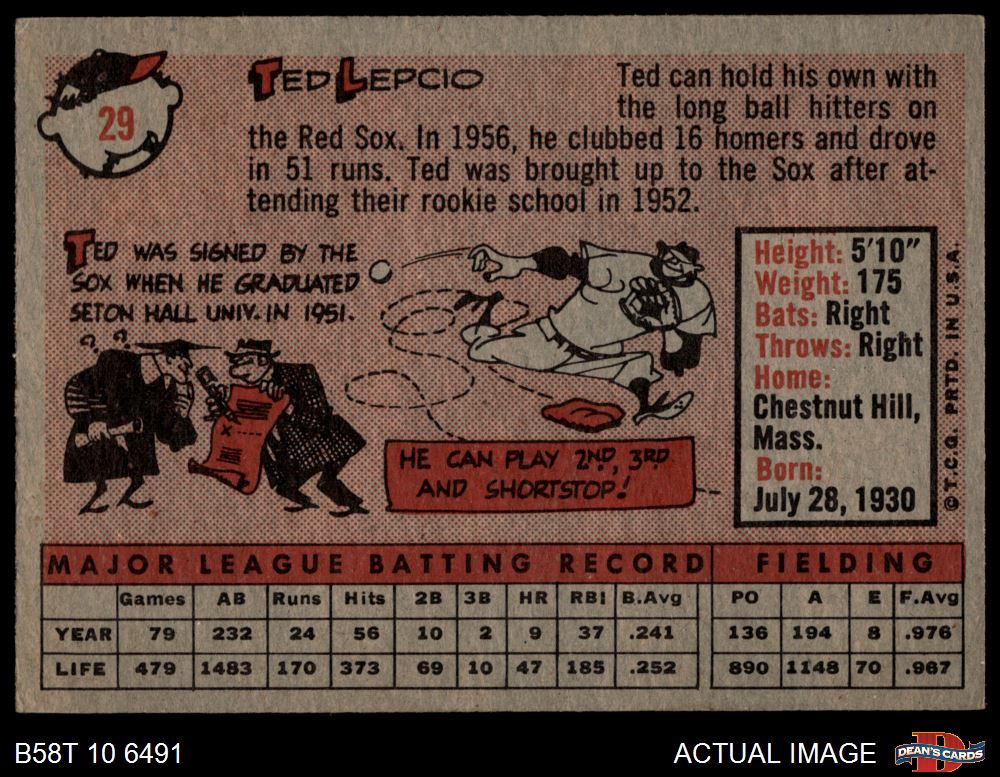 29
TED LEPCIO
Ted can hold his own with
the long ball hitters on
the Red Sox. In 1956, he clubbed 16 homers and drove
in 51 runs. Ted was brought up to the Sox after at-
tending their rookie school in 1952.
TED WAS SIGNED BY THE
SOX WHEN HE GRADUATED
SETON HALL UNIV. IN 1951.
? ?
X
HE CAN PLAY 2ND, 3RD
AND SHORTSTOP!
Height: 5'10"
Weight: 175
Bats: Right
Throws: Right
Home:
Chestnut Hill,
Mass.
Born:
July 28, 1930
©T.C.G. PRTD. IN U.S.A.
MAJOR LEAGUE BATTING RECORD FIELDING
Games AB Runs Hits 2B 3B HR RBI B.Avg PO A E F.Avg
YEAR 79 232 24 56 10 2 9 37 .241 136 194 8 .976
LIFE 479 1483 170 373 69 10 47 185 .252 890 1148 70 .967
B58T 10 6491
ACTUAL IMAGE
D
DEAN'S CARDS